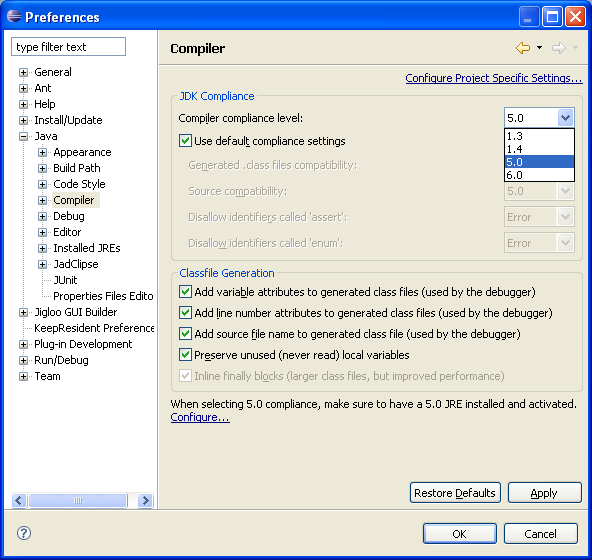 Preferences
type filter text
General
Ant
Help
Install/Update
Java
Appearance
Build Path
Code Style
Compiler
Debug
Editor
Installed JREs
JadClipse
JUnit
Properties Files Edito
Jigloo GUI Builder
KeepResident Preference
Plug-in Development
Run/Debug
Team
Compiler
Configure Project Specific Settings...
JDK Compliance
Compiler compliance level:
5.0
1.3
1.4
5.0
6.0
Use default compliance settings
Generated .class files compatibility:
Source compatibility:
5.0
Disallow identifiers called 'assert':
Error
Disallow identifiers called 'enum':
Error
Classfile Generation
Add variable attributes to generated class files (used by the debugger)
Add line number attributes to generated class files (used by the debugger)
Add source file name to generated class file (used by the debugger)
Preserve unused (never read) local variables
Inline finally blocks (larger class files, but improved performance)
When selecting 5.0 compliance, make sure to have a 5.0 JRE installed and activated.
Configure...
Restore Defaults
Apply
?
OK
Cancel